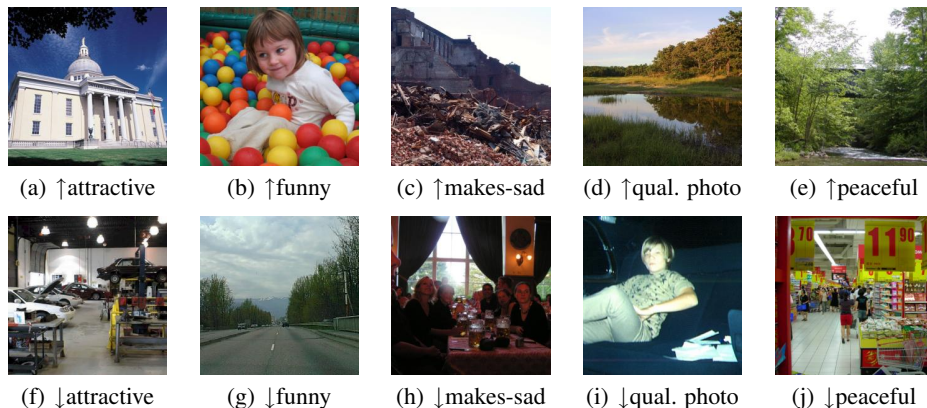 (a) ↑attractive
(b) ↑funny
(c) ↑makes-sad
(d) ↑qual. photo
(e) ↑peaceful
70
11 90
(f) ↓attractive
(g) ↓funny
(h) ↓makes-sad
(i) ↓qual. photo
(j) ↓peaceful